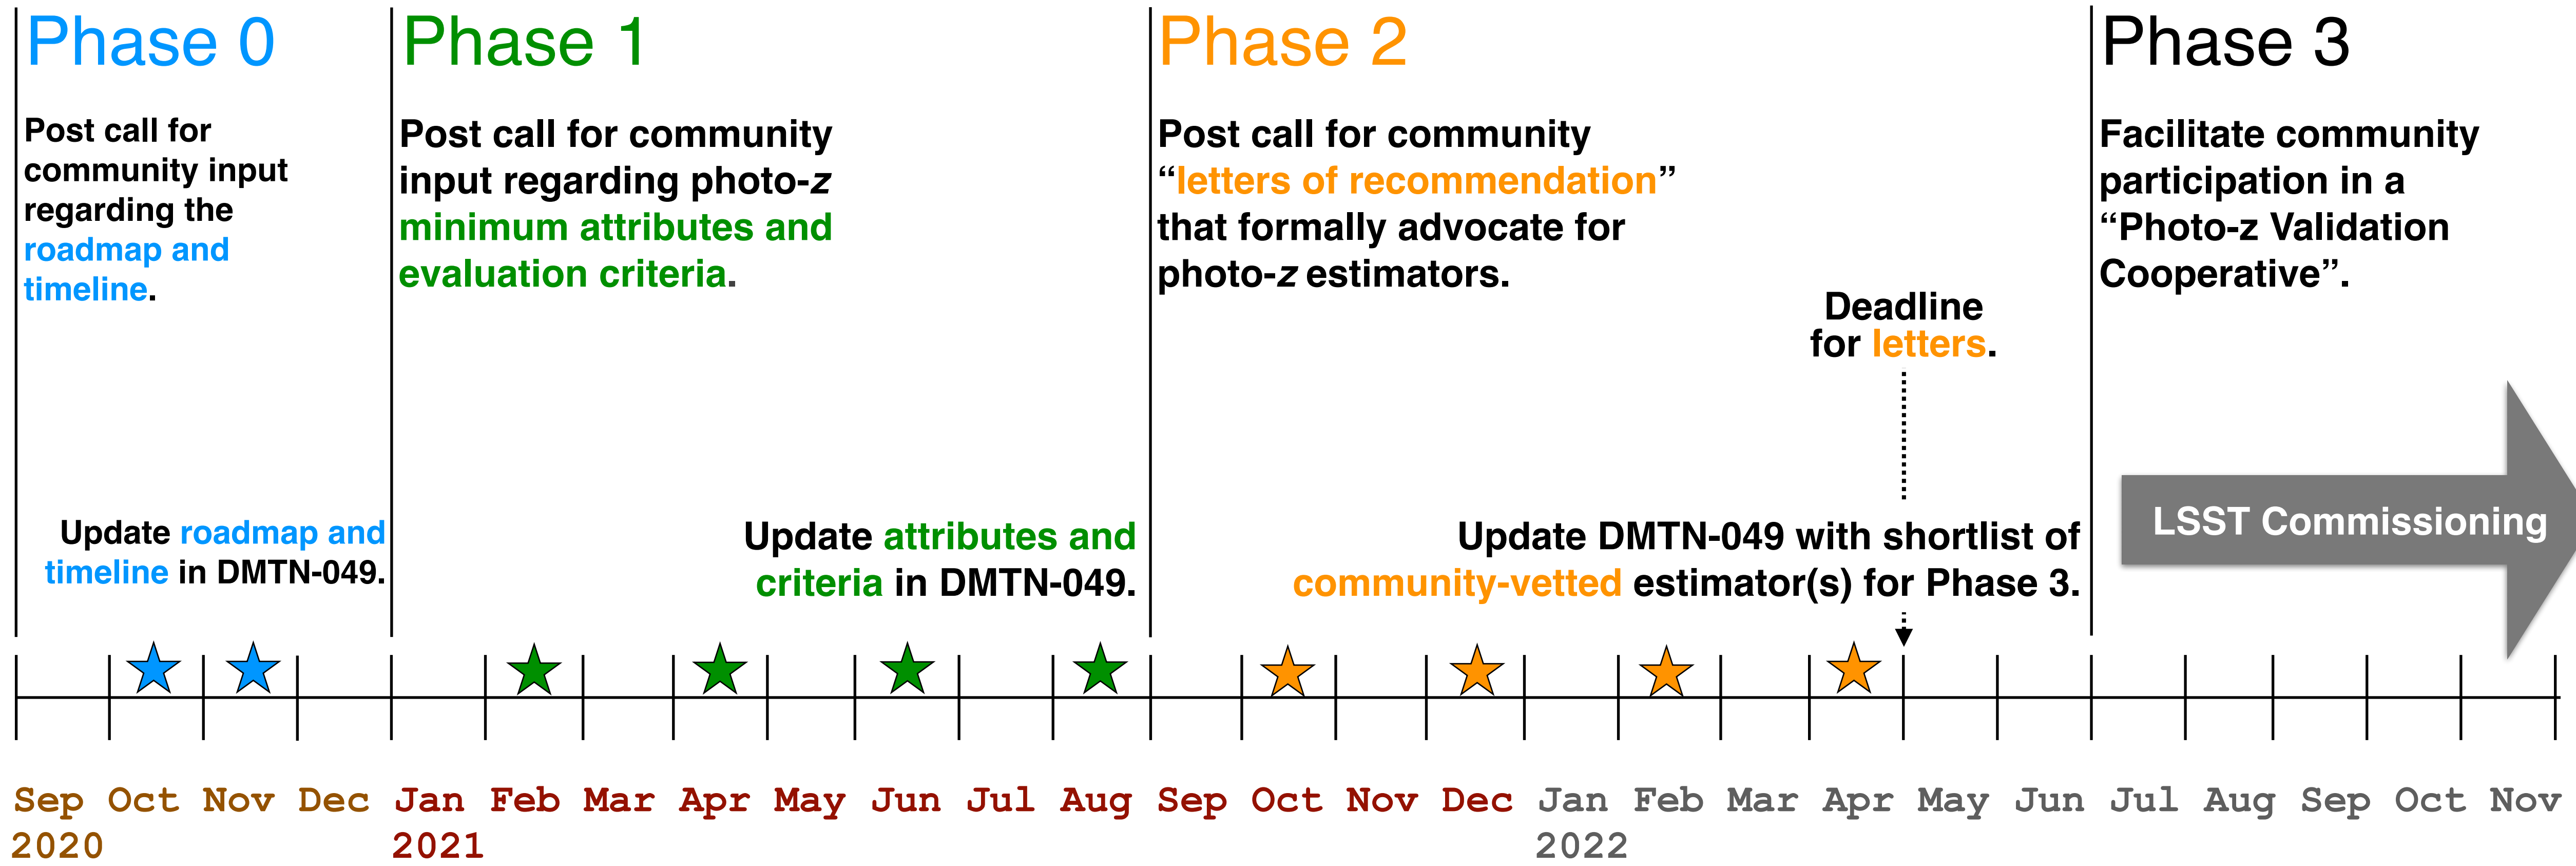 Phase 0
Post call for
community input
regarding the
roadmap and
timeline.
Update roadmap and
timeline in DMTN-049.
Phase 1
Post call for community
input regarding photo-z
minimum attributes and
evaluation criteria.
Update attributes and
criteria in DMTN-049.
Phase 2
Post call for community
“letters of recommendation”
that formally advocate for
photo-z estimators.
Deadline
for letters.
Update DMTN-049 with shortlist of
community-vetted estimator(s) for Phase 3.
Phase 3
Facilitate community
participation in a
“Photo-z Validation
Cooperative”.
LSST Commissioning
Sep Oct Nov Dec Jan Feb Mar Apr May Jun Jul Aug Sep Oct Nov Dec Jan Feb Mar Apr May Jun Jul Aug Sep Oct Nov
2020 2021 2022